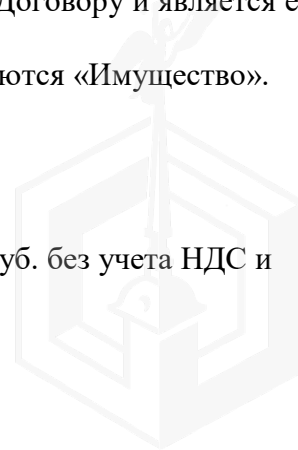 Договору и является е
ются «Имущество».
уб. без учета НДС и